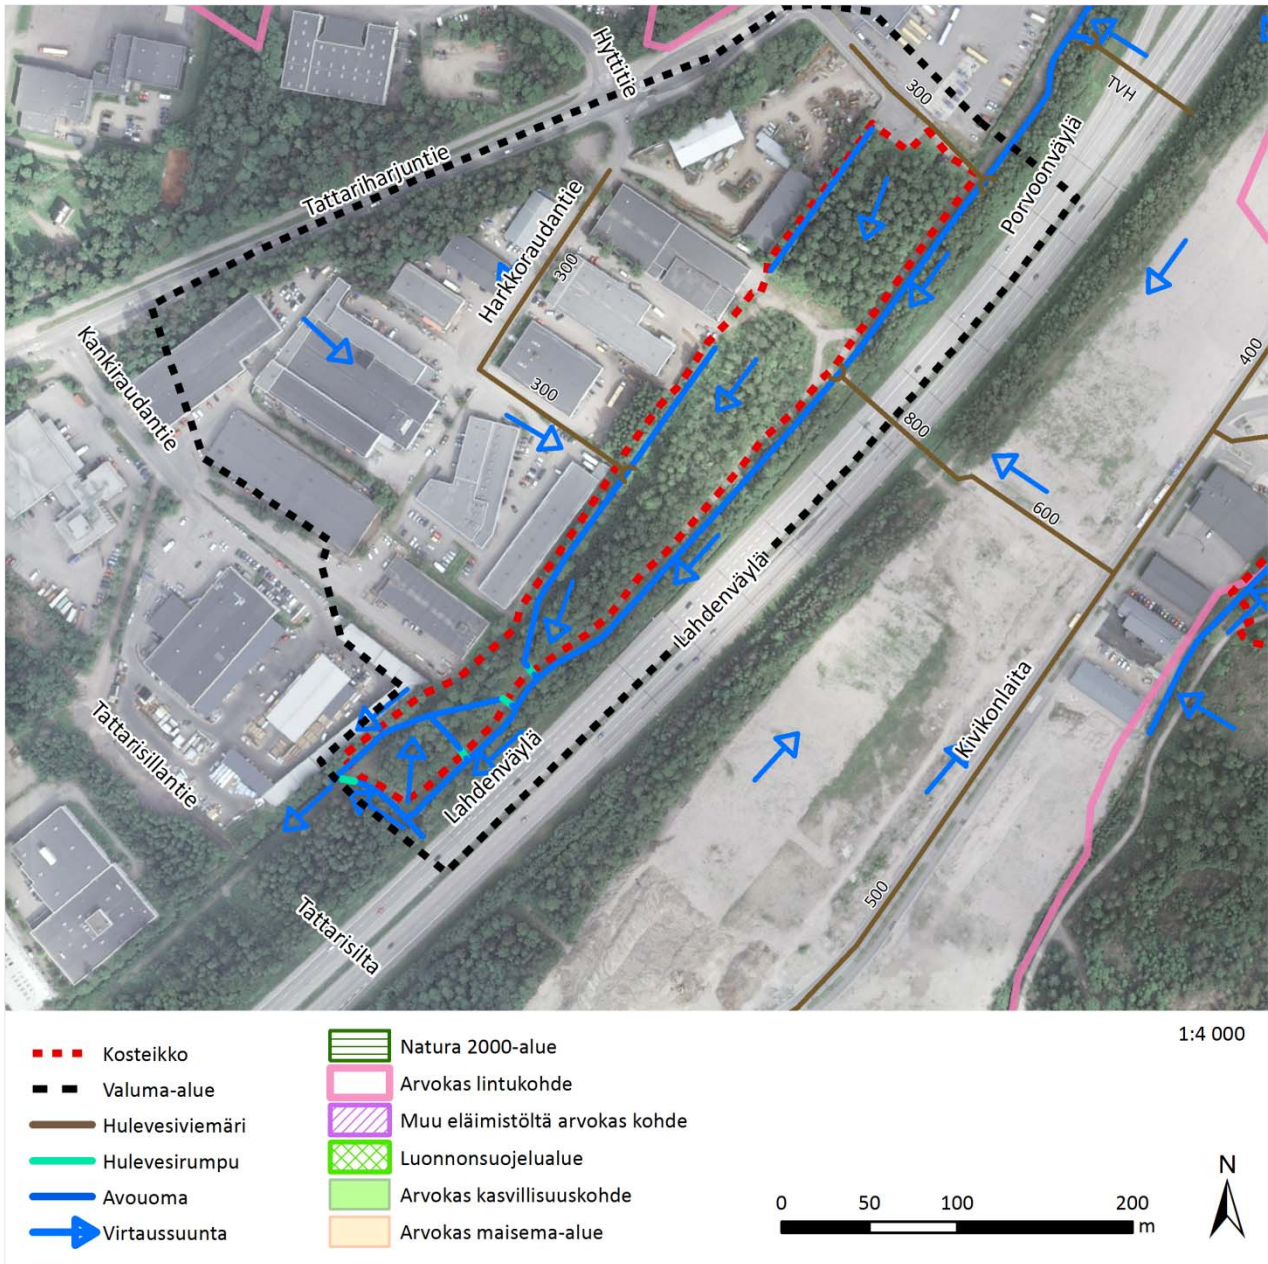 Hyttitie
300
TVH
Porvoonväylä
Tattariharjuntie
Harkkoraudantie
300
Kankiraudantie
300
400
800
600
Lahdenväylä
Kivikonlaita
Tattarisillantie
Lahdenväylä
500
Tattarisilta
1:4 000
Kosteikko
Valuma-alue
Hulevesiviemäri
Hulevesirumpu
Avouoma
Virtaussuunta
Natura 2000-alue
Arvokas lintukohde
Muu eläimistöltä arvokas kohde
Luonnonsuojelualue
Arvokas kasvillisuuskohde
Arvokas maisema-alue
0 50 100 200
m
N